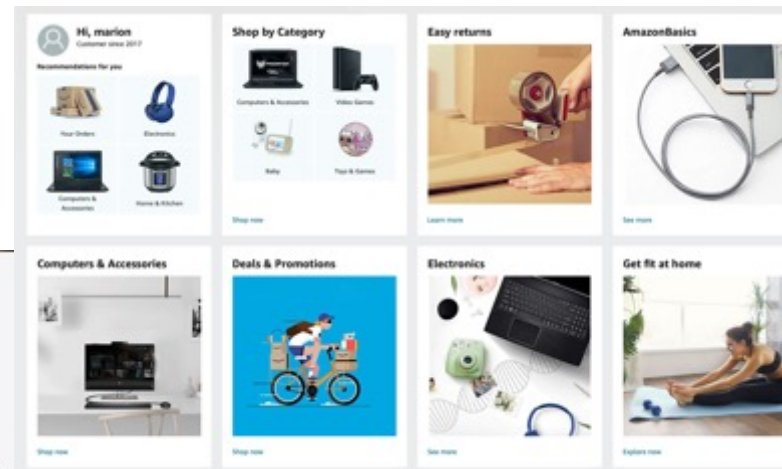 Hi, marion
Customer since 2017
Recommendations for you
Your Orders
Electronics
Computers & Accessories
Home & Kitchen
Shop by Category
Computers & Accessories
Video Games
Baby
Toys & Games
Shop now
Easy returns
Learn more
AmazonBasics
See more
Computers & Accessories
Shop now
Deals & Promotions
Shop now
Electronics
See more
Get fit at home
Explore now